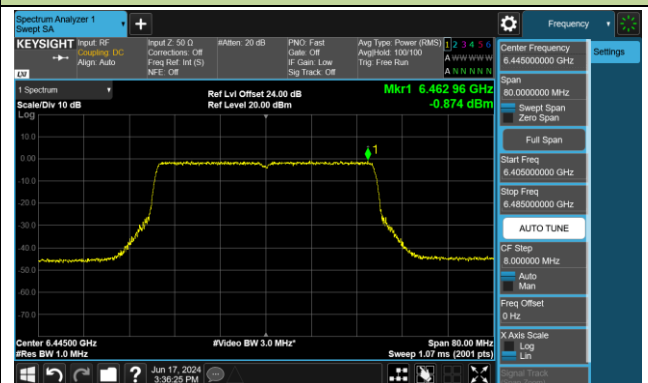 Spectrum Analyzer 1
Swept SA
Frequency
KEYSIGHT
Input: RF
Coupling: DC
Align: Auto
Input Z: 50 Ω
Corrections: Off
Freq Ref: Int (S)
NFE: Off
#Atten: 20 dB
PNO: Fast
Gate: Off
IF Gain: Low
Sig Track: Off
Avg Type: Power (RMS)
Avg|Hold: 100/100
Trig: Free Run
1 2 3 4 5 6
A W W W W W
A N N N N N
LXI
1 Spectrum
Scale/Div 10 dB
Log
Ref Lvl Offset 24.00 dB
Ref Level 20.00 dBm
Mkr1 6.462 96 GHz
-0.874 dBm
1
10.0
0.00
-10.0
-20.0
-30.0
-40.0
-50.0
-60.0
-70.0
Center 6.44500 GHz
#Res BW 1.0 MHz
#Video BW 3.0 MHz*
Span 80.00 MHz
Sweep 1.07 ms (2001 pts)
Center Frequency
6.445000000 GHz
Settings
Span
80.0000000 MHz
Swept Span
Zero Span
Full Span
Start Freq
6.405000000 GHz
Stop Freq
6.485000000 GHz
AUTO TUNE
CF Step
8.000000 MHz
Auto
Man
Freq Offset
0 Hz
X Axis Scale
Log
Lin
Signal Track
Jun 17, 2024
3:36:25 PM